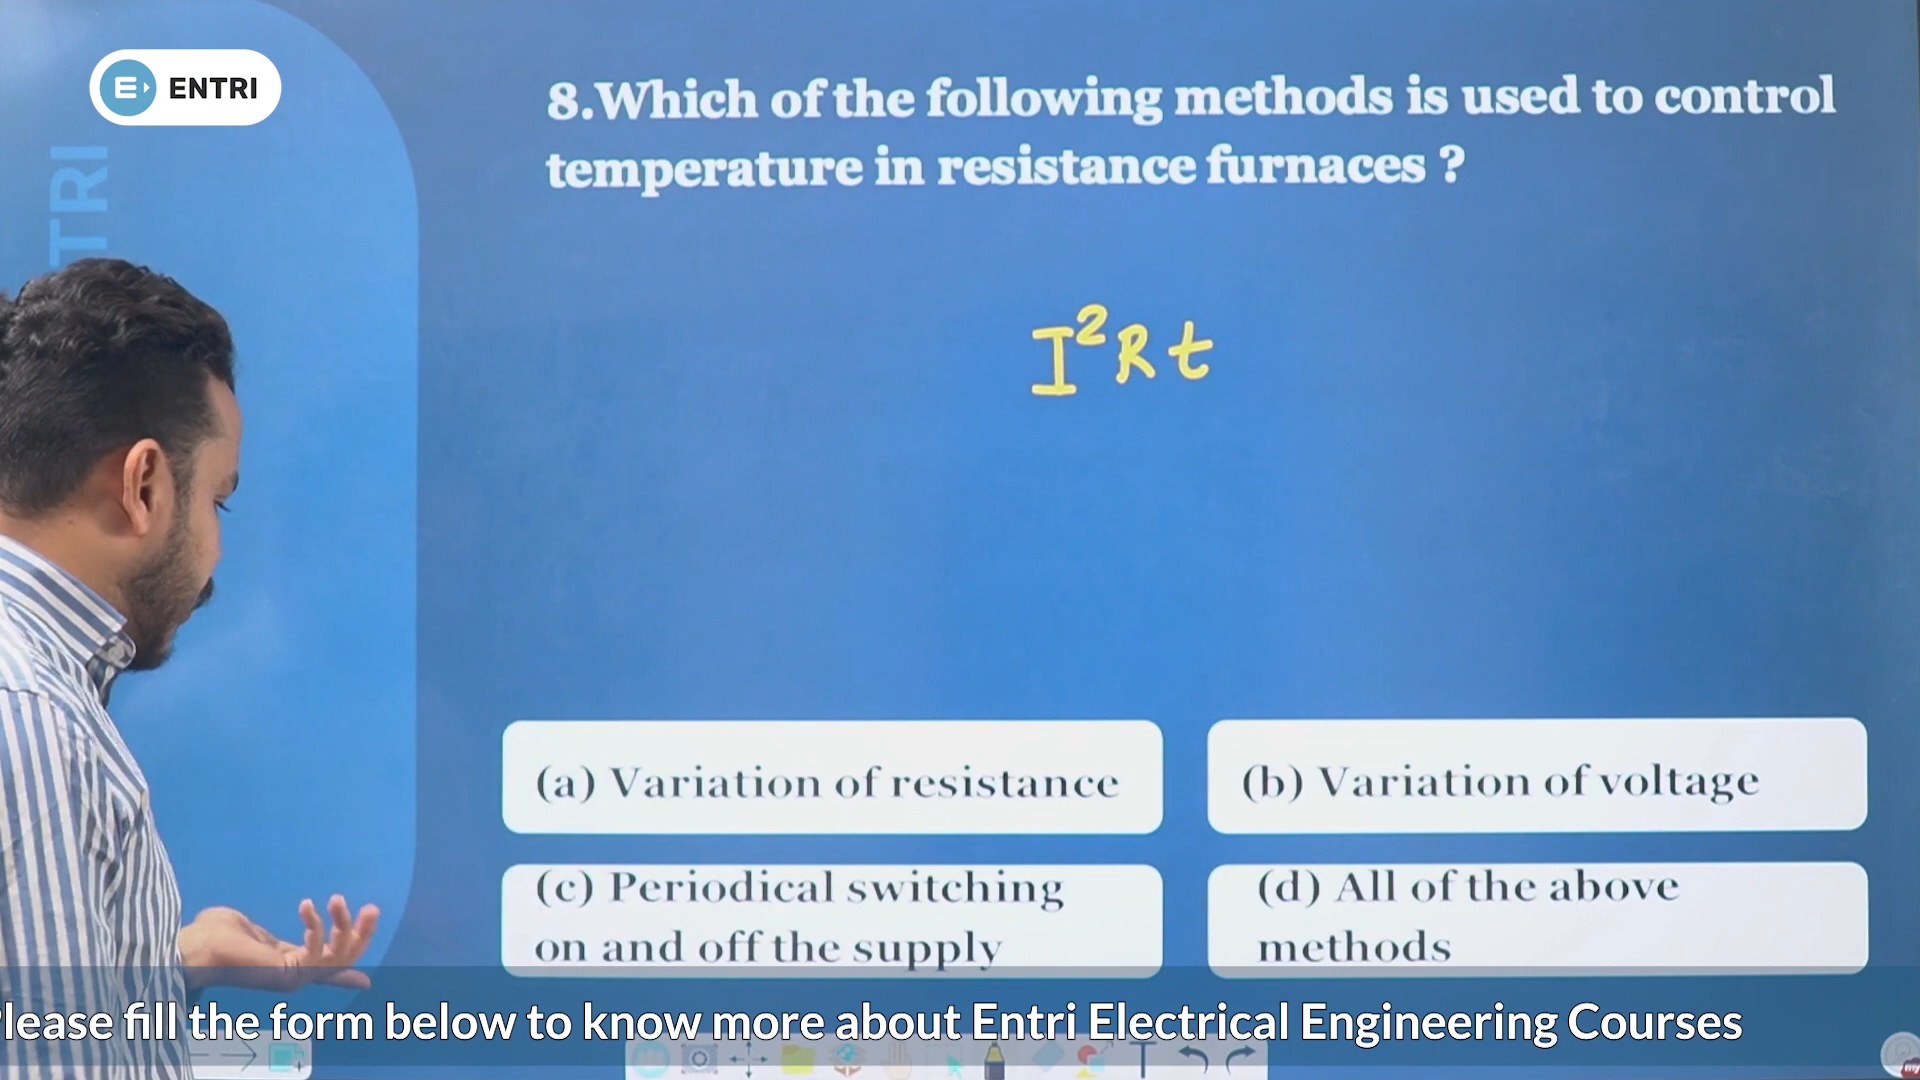 ENTRI
TRI
8.Which of the following methods is used to control
temperature in resistance furnaces ?
I²Rt
(a) Variation of resistance
(b) Variation of voltage
(c) Periodical switching
on and off the supply
(d) All of the above
methods
lease fill the form below to know more about Entri Electrical Engineering Courses